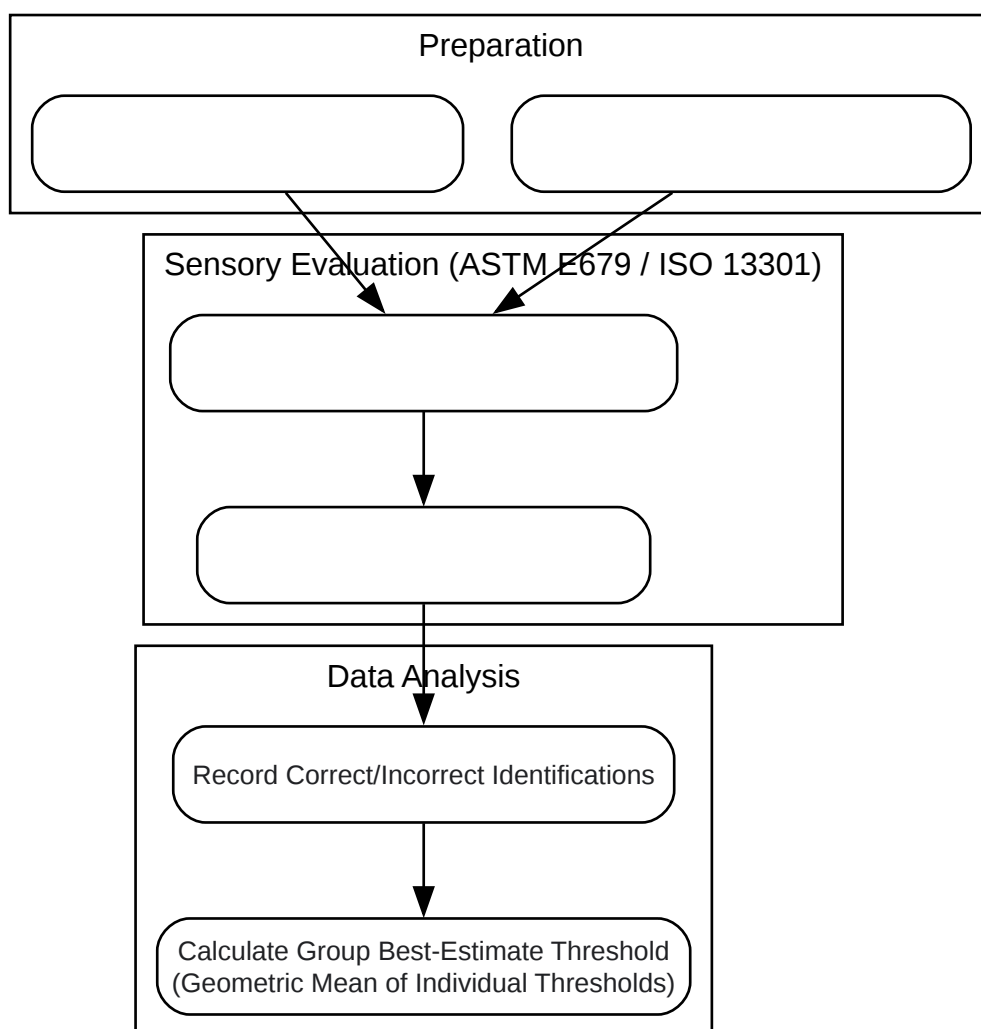 Preparation
Sensory Evaluation (ASTM E679 / ISO 13301)
Data Analysis
Record Correct/Incorrect Identifications
Calculate Group Best-Estimate Threshold
(Geometric Mean of Individual Thresholds)